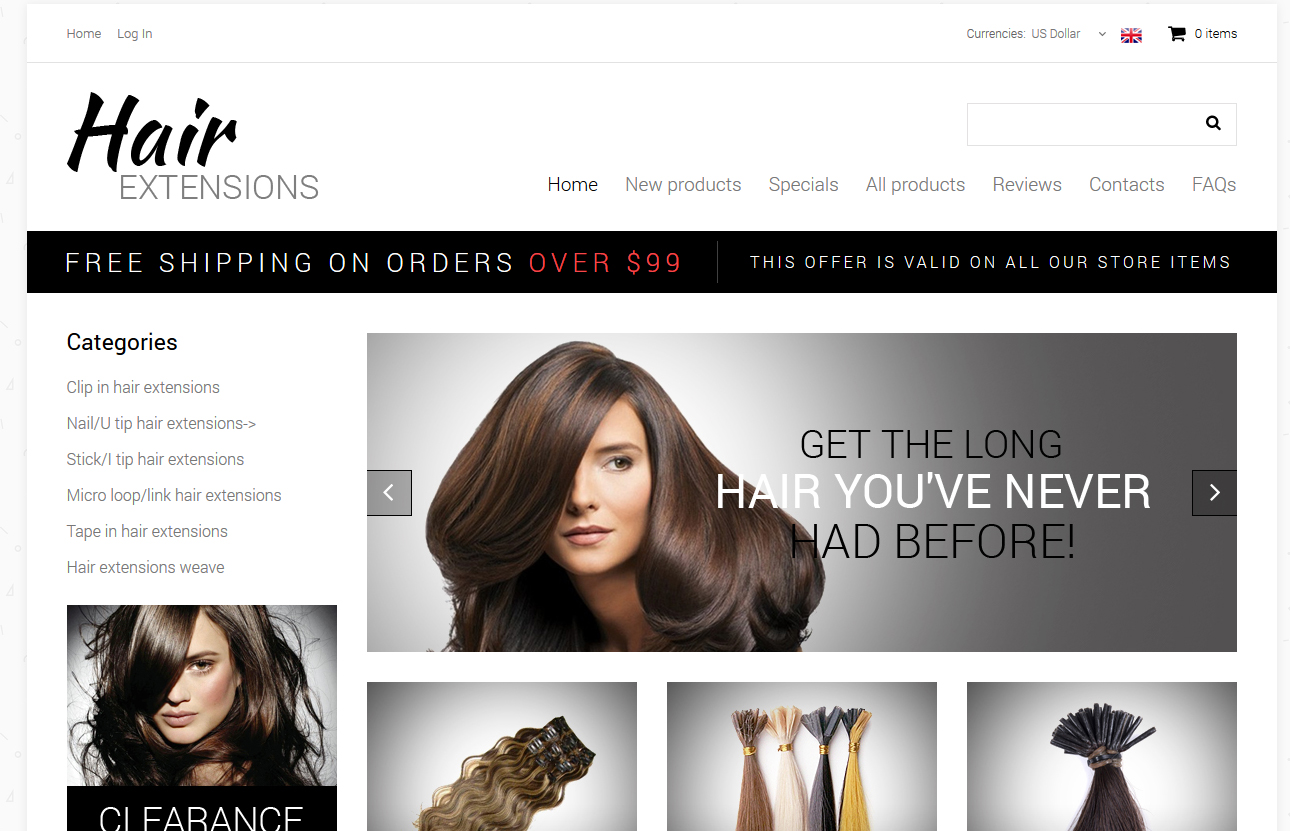 Home Log In
Currencies: US Dollar 0 items
Hair
EXTENSIONS
Home New products Specials All products Reviews Contacts FAQs
FREE SHIPPING ON ORDERS OVER $99 THIS OFFER IS VALID ON ALL OUR STORE ITEMS
Categories
Clip in hair extensions
Nail/U tip hair extensions->
Stick/I tip hair extensions
Micro loop/link hair extensions
Tape in hair extensions
Hair extensions weave
GET THE LONG
HAIR YOU'VE NEVER
HAD BEFORE!
CLEARANCE